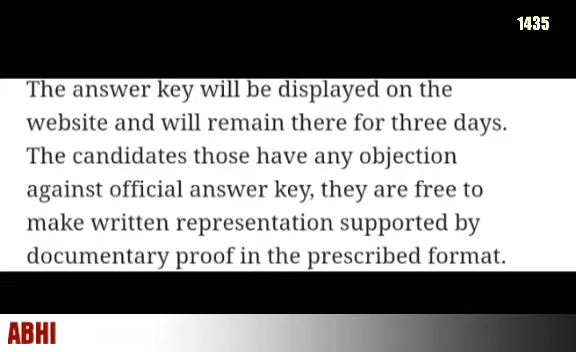 1435
The answer key will be displayed on the
website and will remain there for three days.
The candidates those have any objection
against official answer key, they are free to
make written representation supported by
documentary proof in the prescribed format.
ABHI